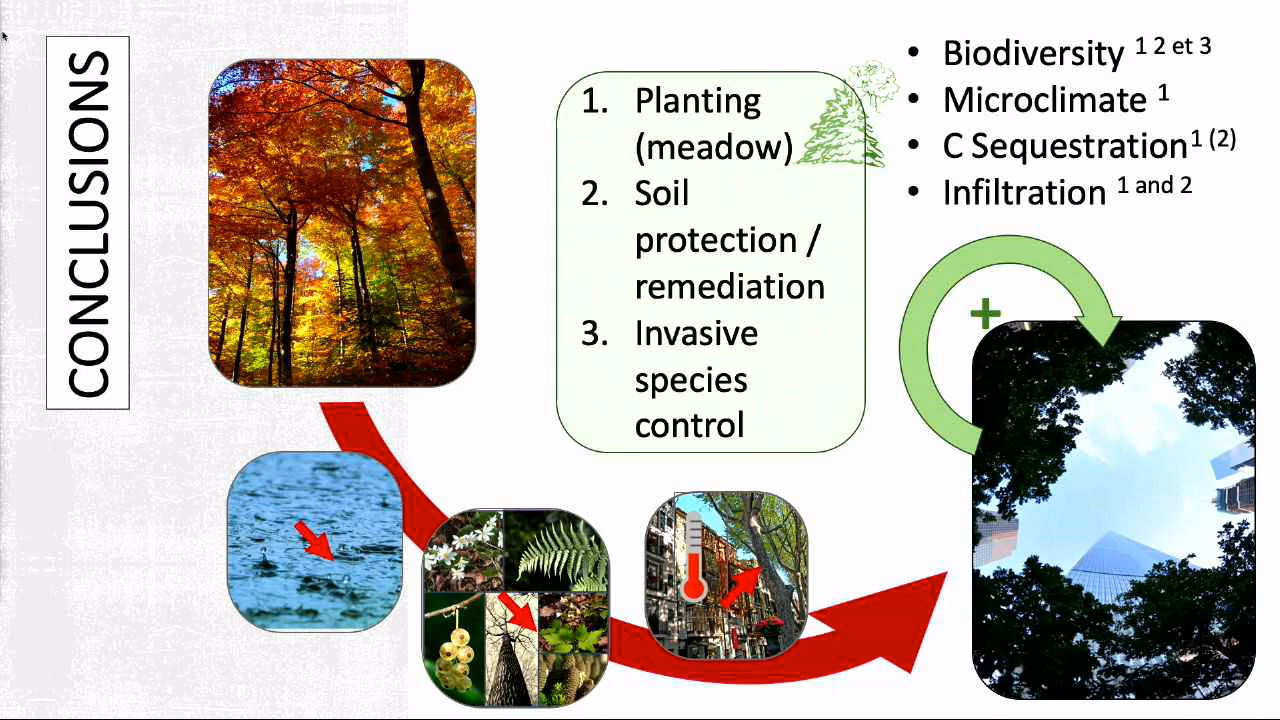 CONCLUSIONS
1. Planting
(meadow)
2. Soil
protection /
remediation
3. Invasive
species
control
• Biodiversity 1 2 et 3
• Microclimate 1
• C Sequestration1 (2)
• Infiltration 1 and 2
+